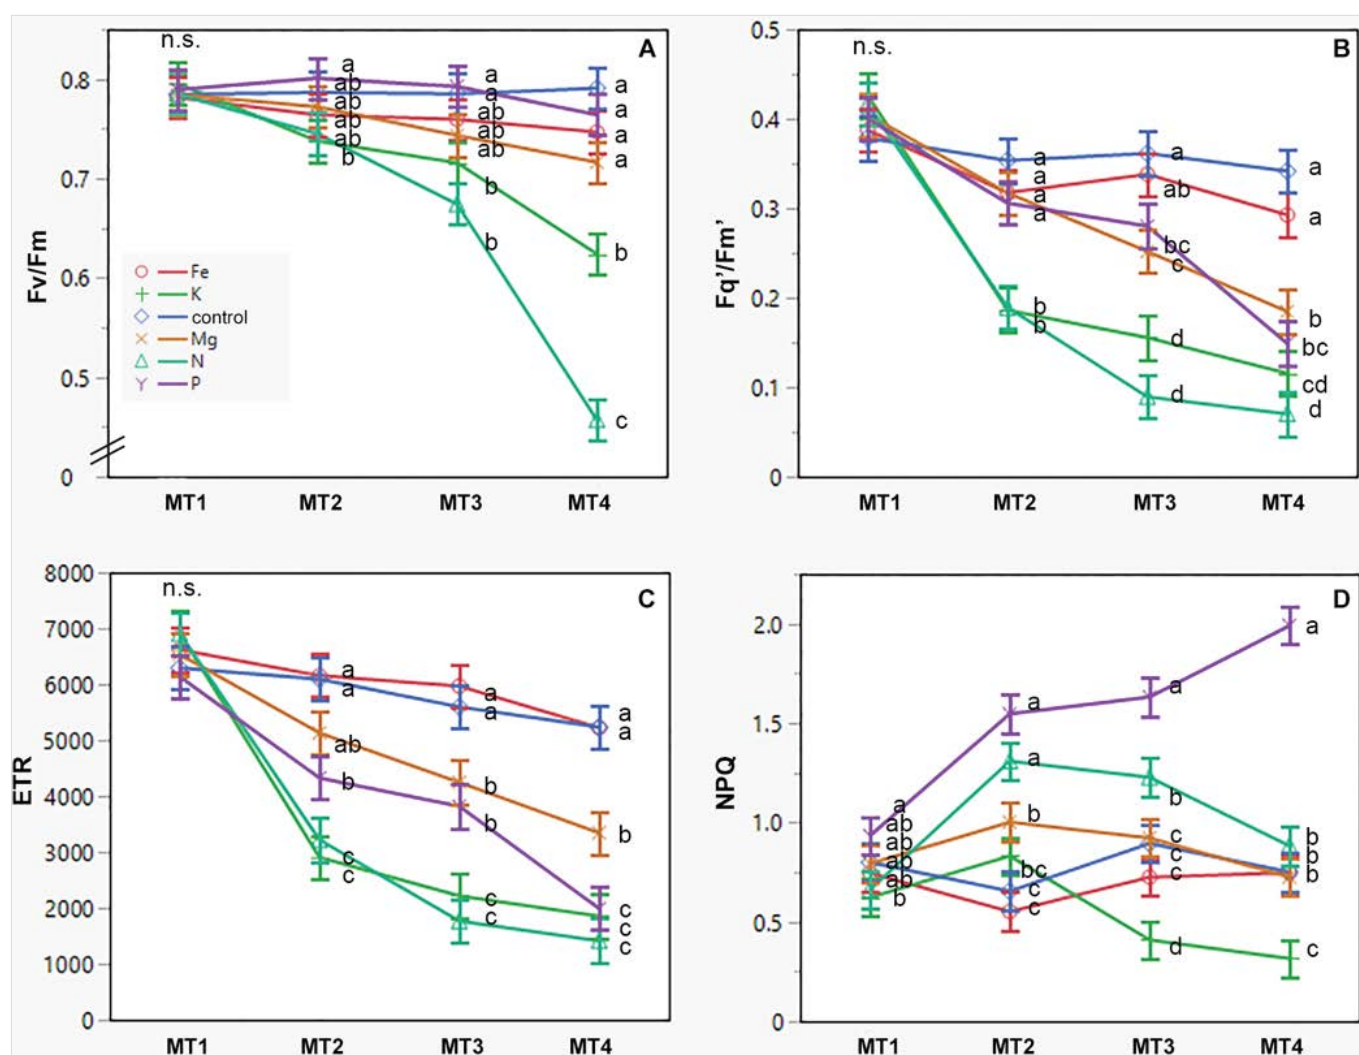 n.s.
A
0.8
a
ab
ab
ab
ab
b
a
a
ab
ab
ab
b
b
a
a
a
a
b
c
0.7
0.6
0.5
0
Fv/Fm
Fe
K
control
Mg
N
P
MT1 MT2 MT3 MT4
n.s.
B
0.5
0.4
0.3
0.2
0.1
0
Fq'/Fm'
a
a
a
a
b
b
a
ab
bc
c
d
d
a
a
b
bc
cd
d
MT1 MT2 MT3 MT4
n.s.
C
8000
7000
6000
5000
4000
3000
2000
1000
0
ETR
a
a
ab
b
c
c
a
a
b
b
c
c
a
a
b
c
c
c
MT1 MT2 MT3 MT4
D
2.0
1.5
1.0
0.5
0
NPQ
a
ab
ab
ab
ab
b
a
a
b
bc
c
c
a
b
c
c
c
d
a
b
b
b
c
MT1 MT2 MT3 MT4